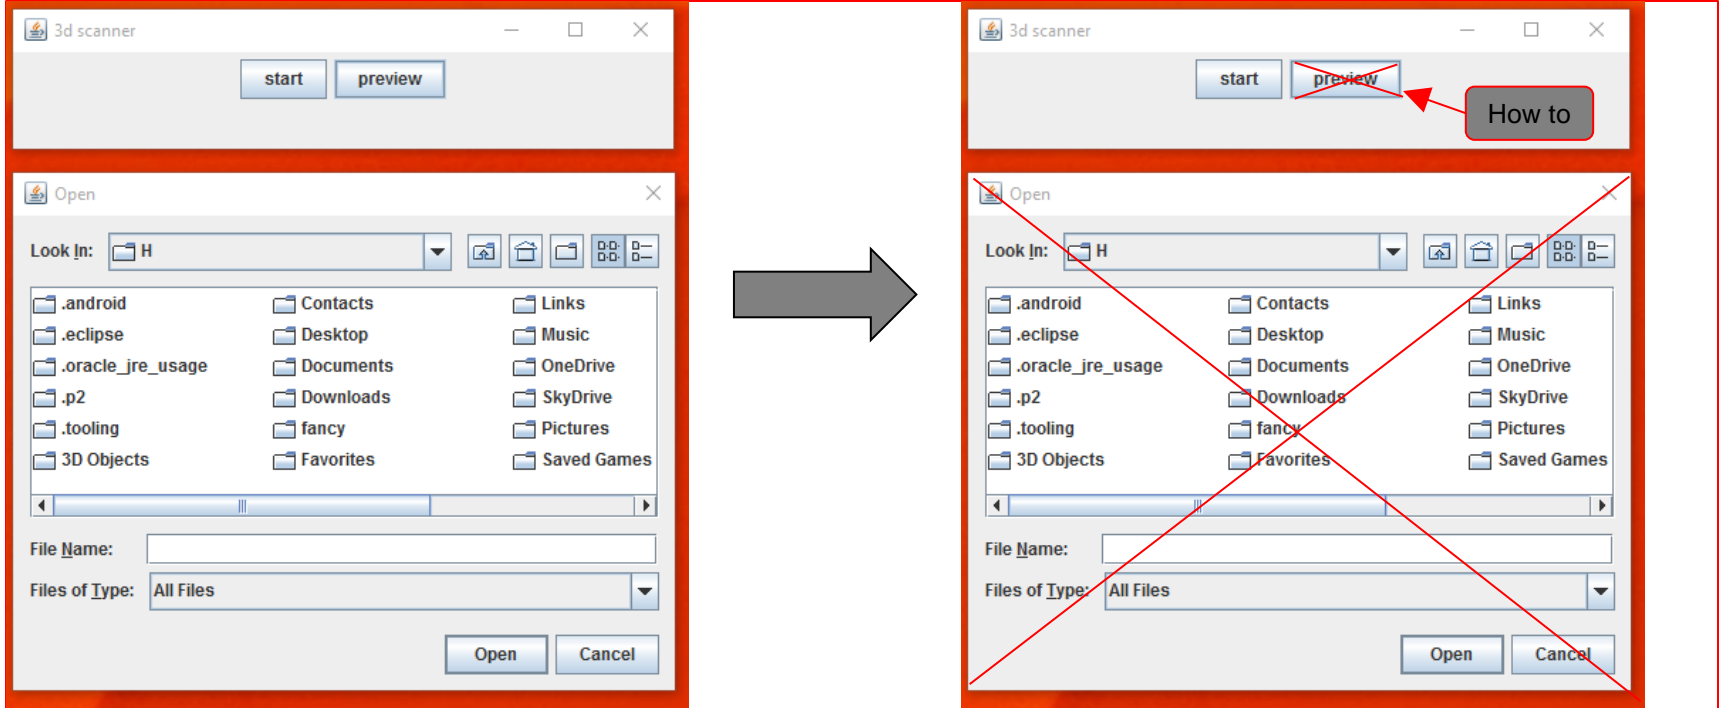 3d scanner
start preview
Open
Look In: H
.android Contacts Links
.eclipse Desktop Music
.oracle_jre_usage Documents OneDrive
.p2 Downloads SkyDrive
.tooling fancy Pictures
3D Objects Favorites Saved Games
File Name:
Files of Type: All Files
Open Cancel
3d scanner
start preview
How to
Open
Look In: H
.android Contacts Links
.eclipse Desktop Music
.oracle_jre_usage Documents OneDrive
.p2 Downloads SkyDrive
.tooling fancy Pictures
3D Objects Favorites Saved Games
File Name:
Files of Type: All Files
Open Cancel